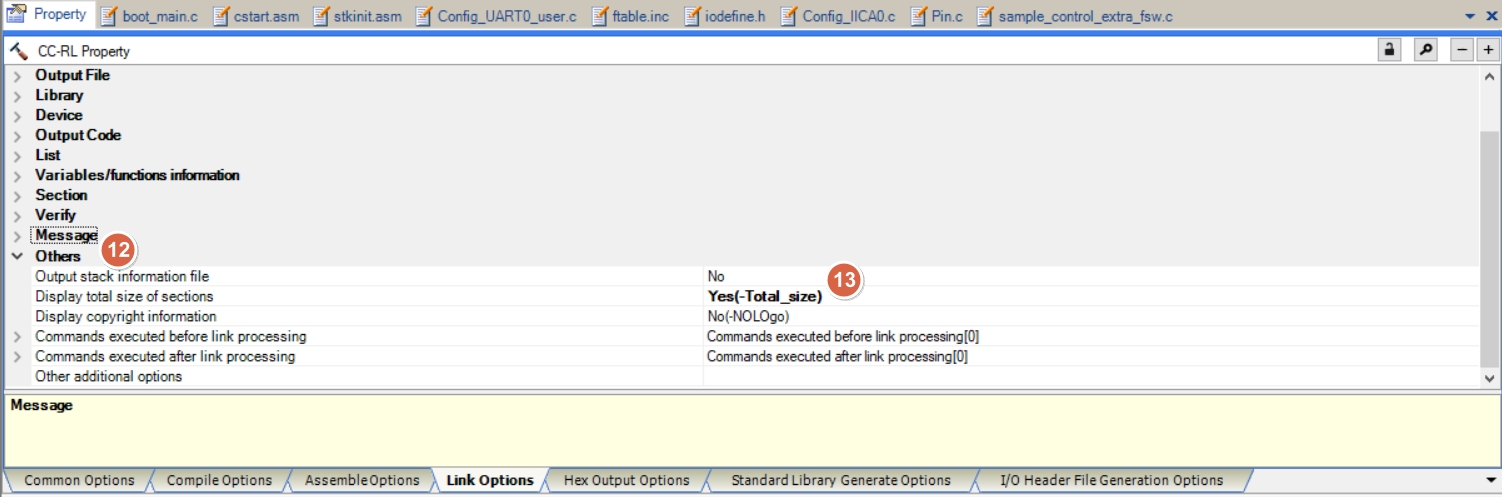 Property boot_main.c cstart.asm stkinit.asm Config_UART0_user.c ftable.inc iodefine.h Config_IICA0.c Pin.c sample_control_extra_fsw.c
CC-RL Property
Output File
Library
Device
Output Code
List
Variables/functions information
Section
Verify
Message
12
Others
Output stack information file No
13
Display total size of sections Yes(-Total_size)
Display copyright information No(-NOLOgo)
Commands executed before link processing Commands executed before link processing[0]
Commands executed after link processing Commands executed after link processing[0]
Other additional options
Message
Common Options Compile Options Assemble Options Link Options Hex Output Options Standard Library Generate Options I/O Header File Generation Options